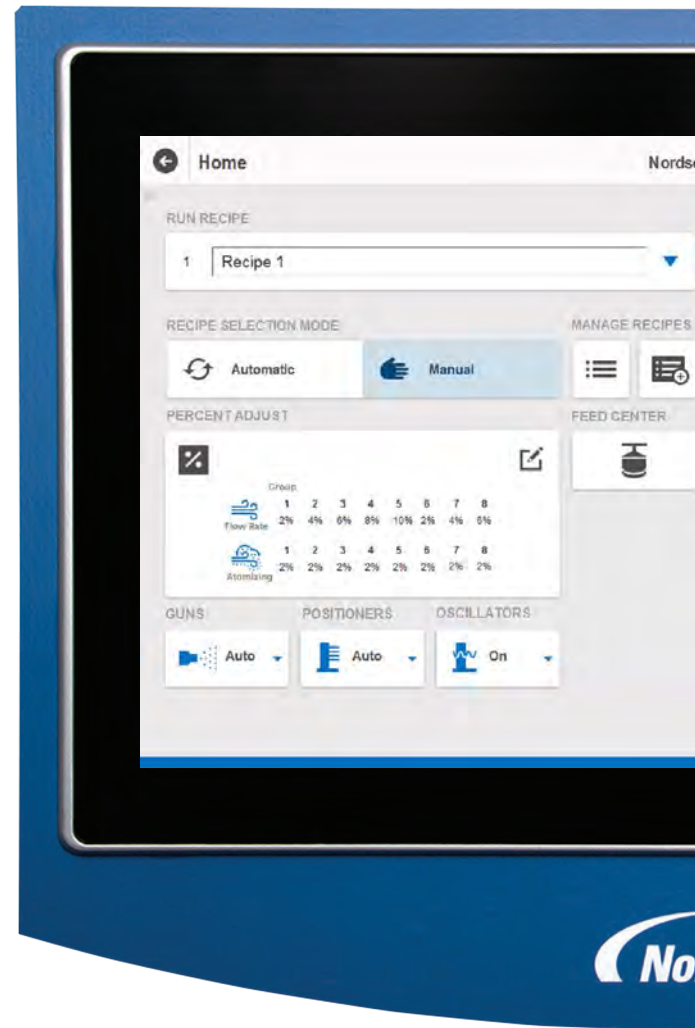 Home
Nordso
RUN RECIPE
1 Recipe 1
RECIPE SELECTION MODE
MANAGE RECIPES
Automatic
Manual
PERCENT ADJUST
FEED CENTER
%
Group
1 2 3 4 5 6 7 8
Flow Rate 2% 4% 6% 8% 10% 2% 4% 6%
1 2 3 4 5 6 7 8
Atomizing 2% 2% 2% 2% 2% 2% 2% 2%
GUNS
POSITIONERS
OSCILLATORS
Auto
Auto
On
No